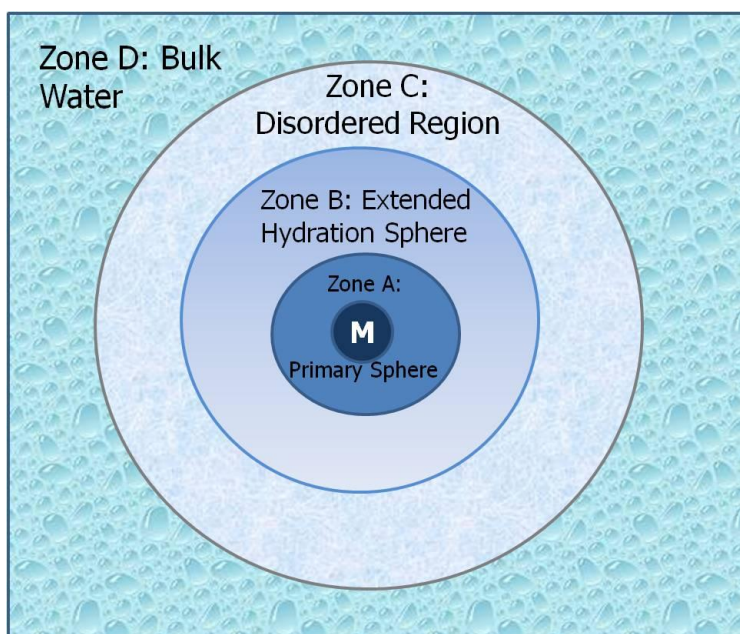 Zone D: Bulk
Water
Zone C:
Disordered Region
Zone B: Extended
Hydration Sphere
Zone A:
M
Primary Sphere